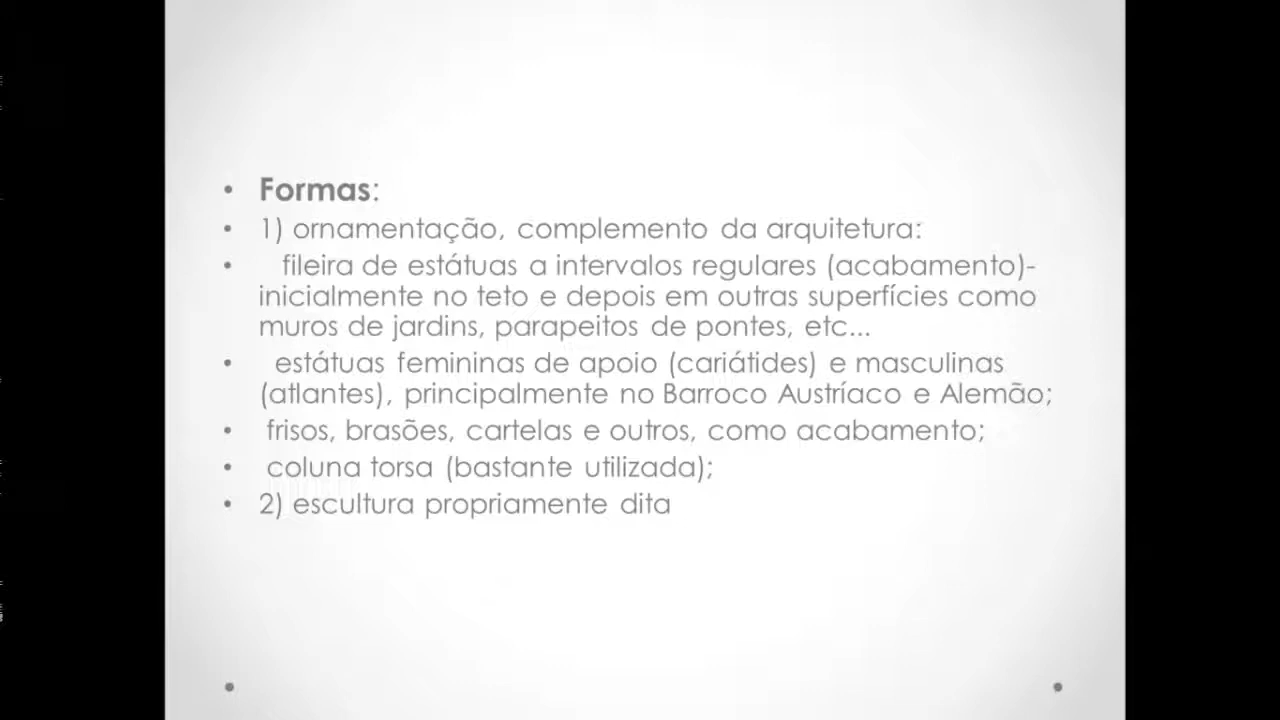 • Formas:
• 1) ornamentação, complemento da arquitetura:
• fileira de estátuas a intervalos regulares (acabamento)-
inicialmente no teto e depois em outras superfícies como
muros de jardins, parapeitos de pontes, etc...
• estátuas femininas de apoio (cariátides) e masculinas
(atlantes), principalmente no Barroco Austríaco e Alemão;
• frisos, brasões, cartelas e outros, como acabamento;
• coluna torsa (bastante utilizada);
• 2) escultura propriamente dita